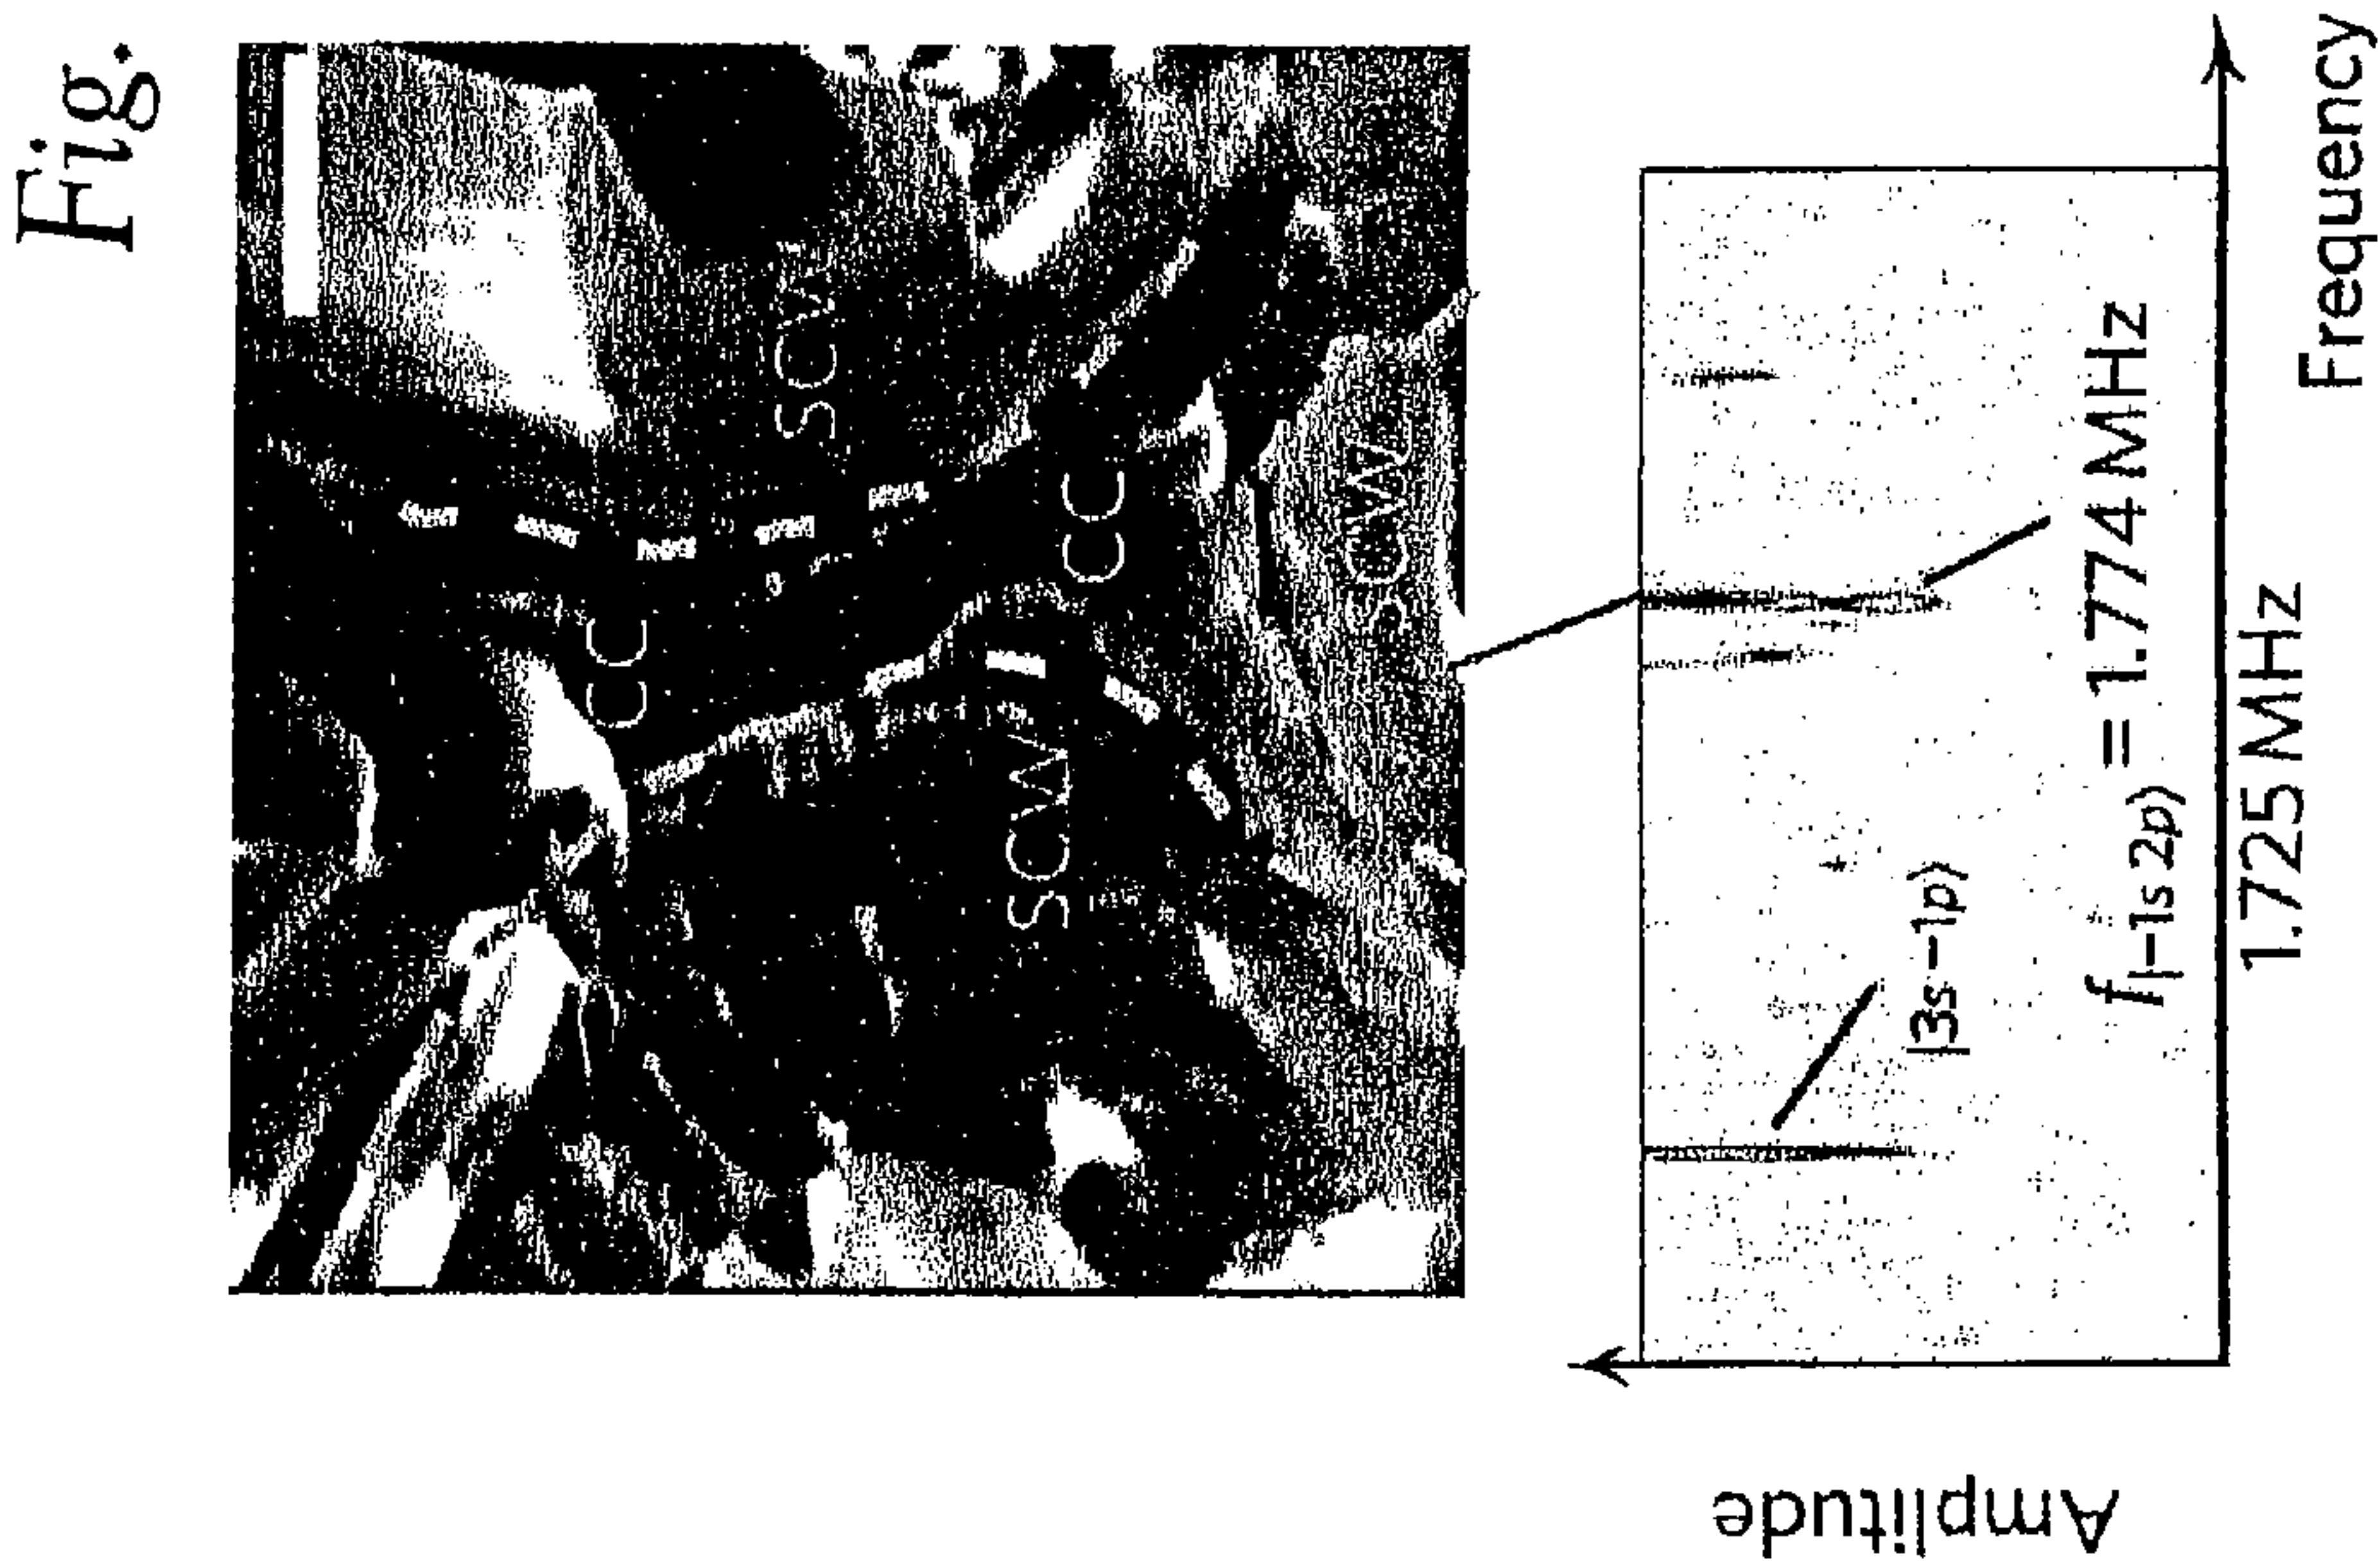 Fig.
CC
SCW
SCW
CC
SCW
Amplitude
|3s−1p⟩
f|−1s 2p⟩ = 1.774 MHz
1.725 MHz
Frequency